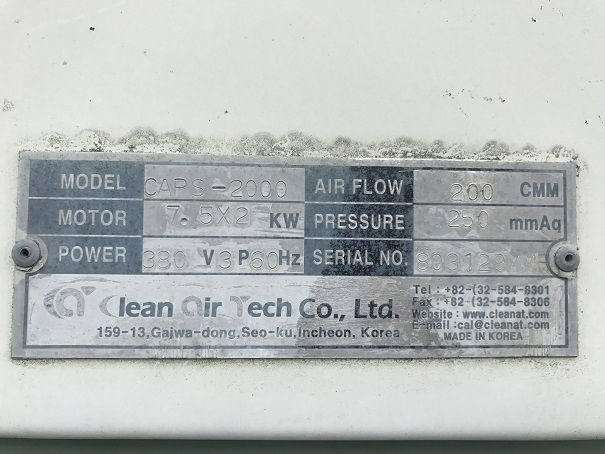 MODEL CAPS-2000 AIR FLOW 200 CMM
MOTOR 7.5X2 KW PRESSURE 250 mmAq
POWER 380 V 3 P 60 Hz SERIAL NO.
Clean Air Tech Co., Ltd.
159-13,Gajwa-dong,Seo-ku,Incheon, Korea
Tel : +82-(32-584-8301
Fax : +82-(32-584-8306
Website : www.cleanat.com
E-mail :cal@cleanat.com
MADE IN KOREA